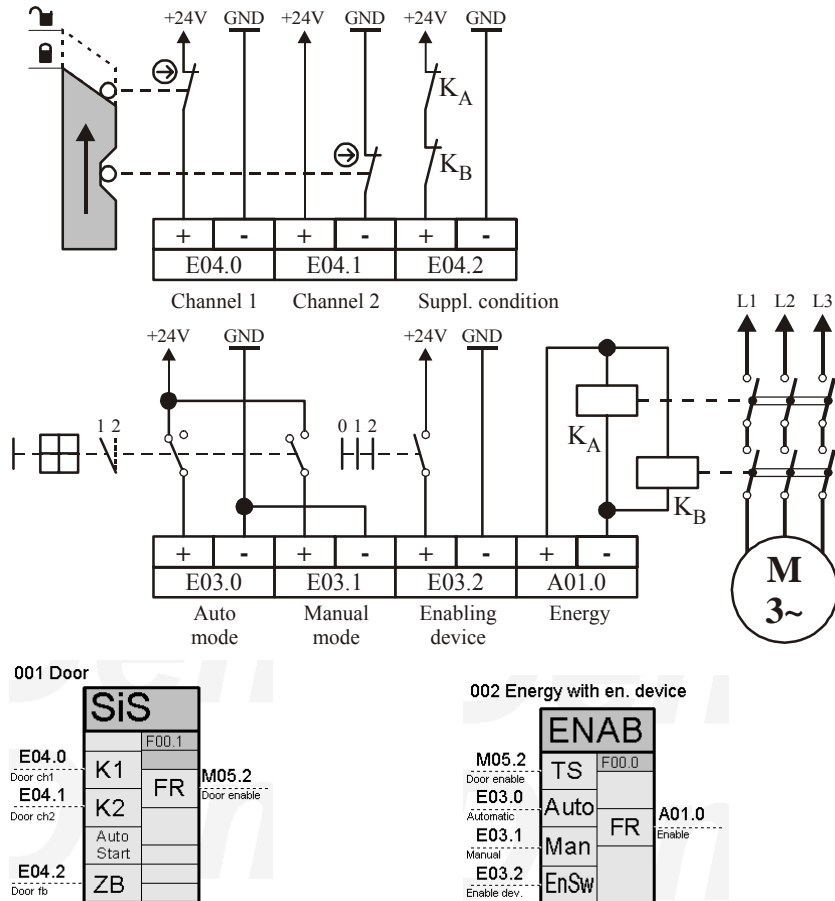 +24V GND +24V GND +24V GND
K_A
K_B
+ - + - + -
E04.0 E04.1 E04.2
Channel 1 Channel 2 Suppl. condition
L1 L2 L3
+24V GND +24V GND
1 2 0 1 2
K_A
K_B
+ - + - + - + -
E03.0 E03.1 E03.2 A01.0
Auto mode
Manual mode
Enabling device
Energy
M
3~
001 Door
SiS
F00.1
E04.0
Door ch1
K1
E04.1
Door ch2
K2
Auto
Start
E04.2
Door fb
ZB
FR
M05.2
Door enable
002 Energy with en. device
ENAB
F00.0
M05.2
Door enable
TS
E03.0
Automatic
Auto
E03.1
Manual
Man
E03.2
Enable dev.
EnSw
FR
A01.0
Enable